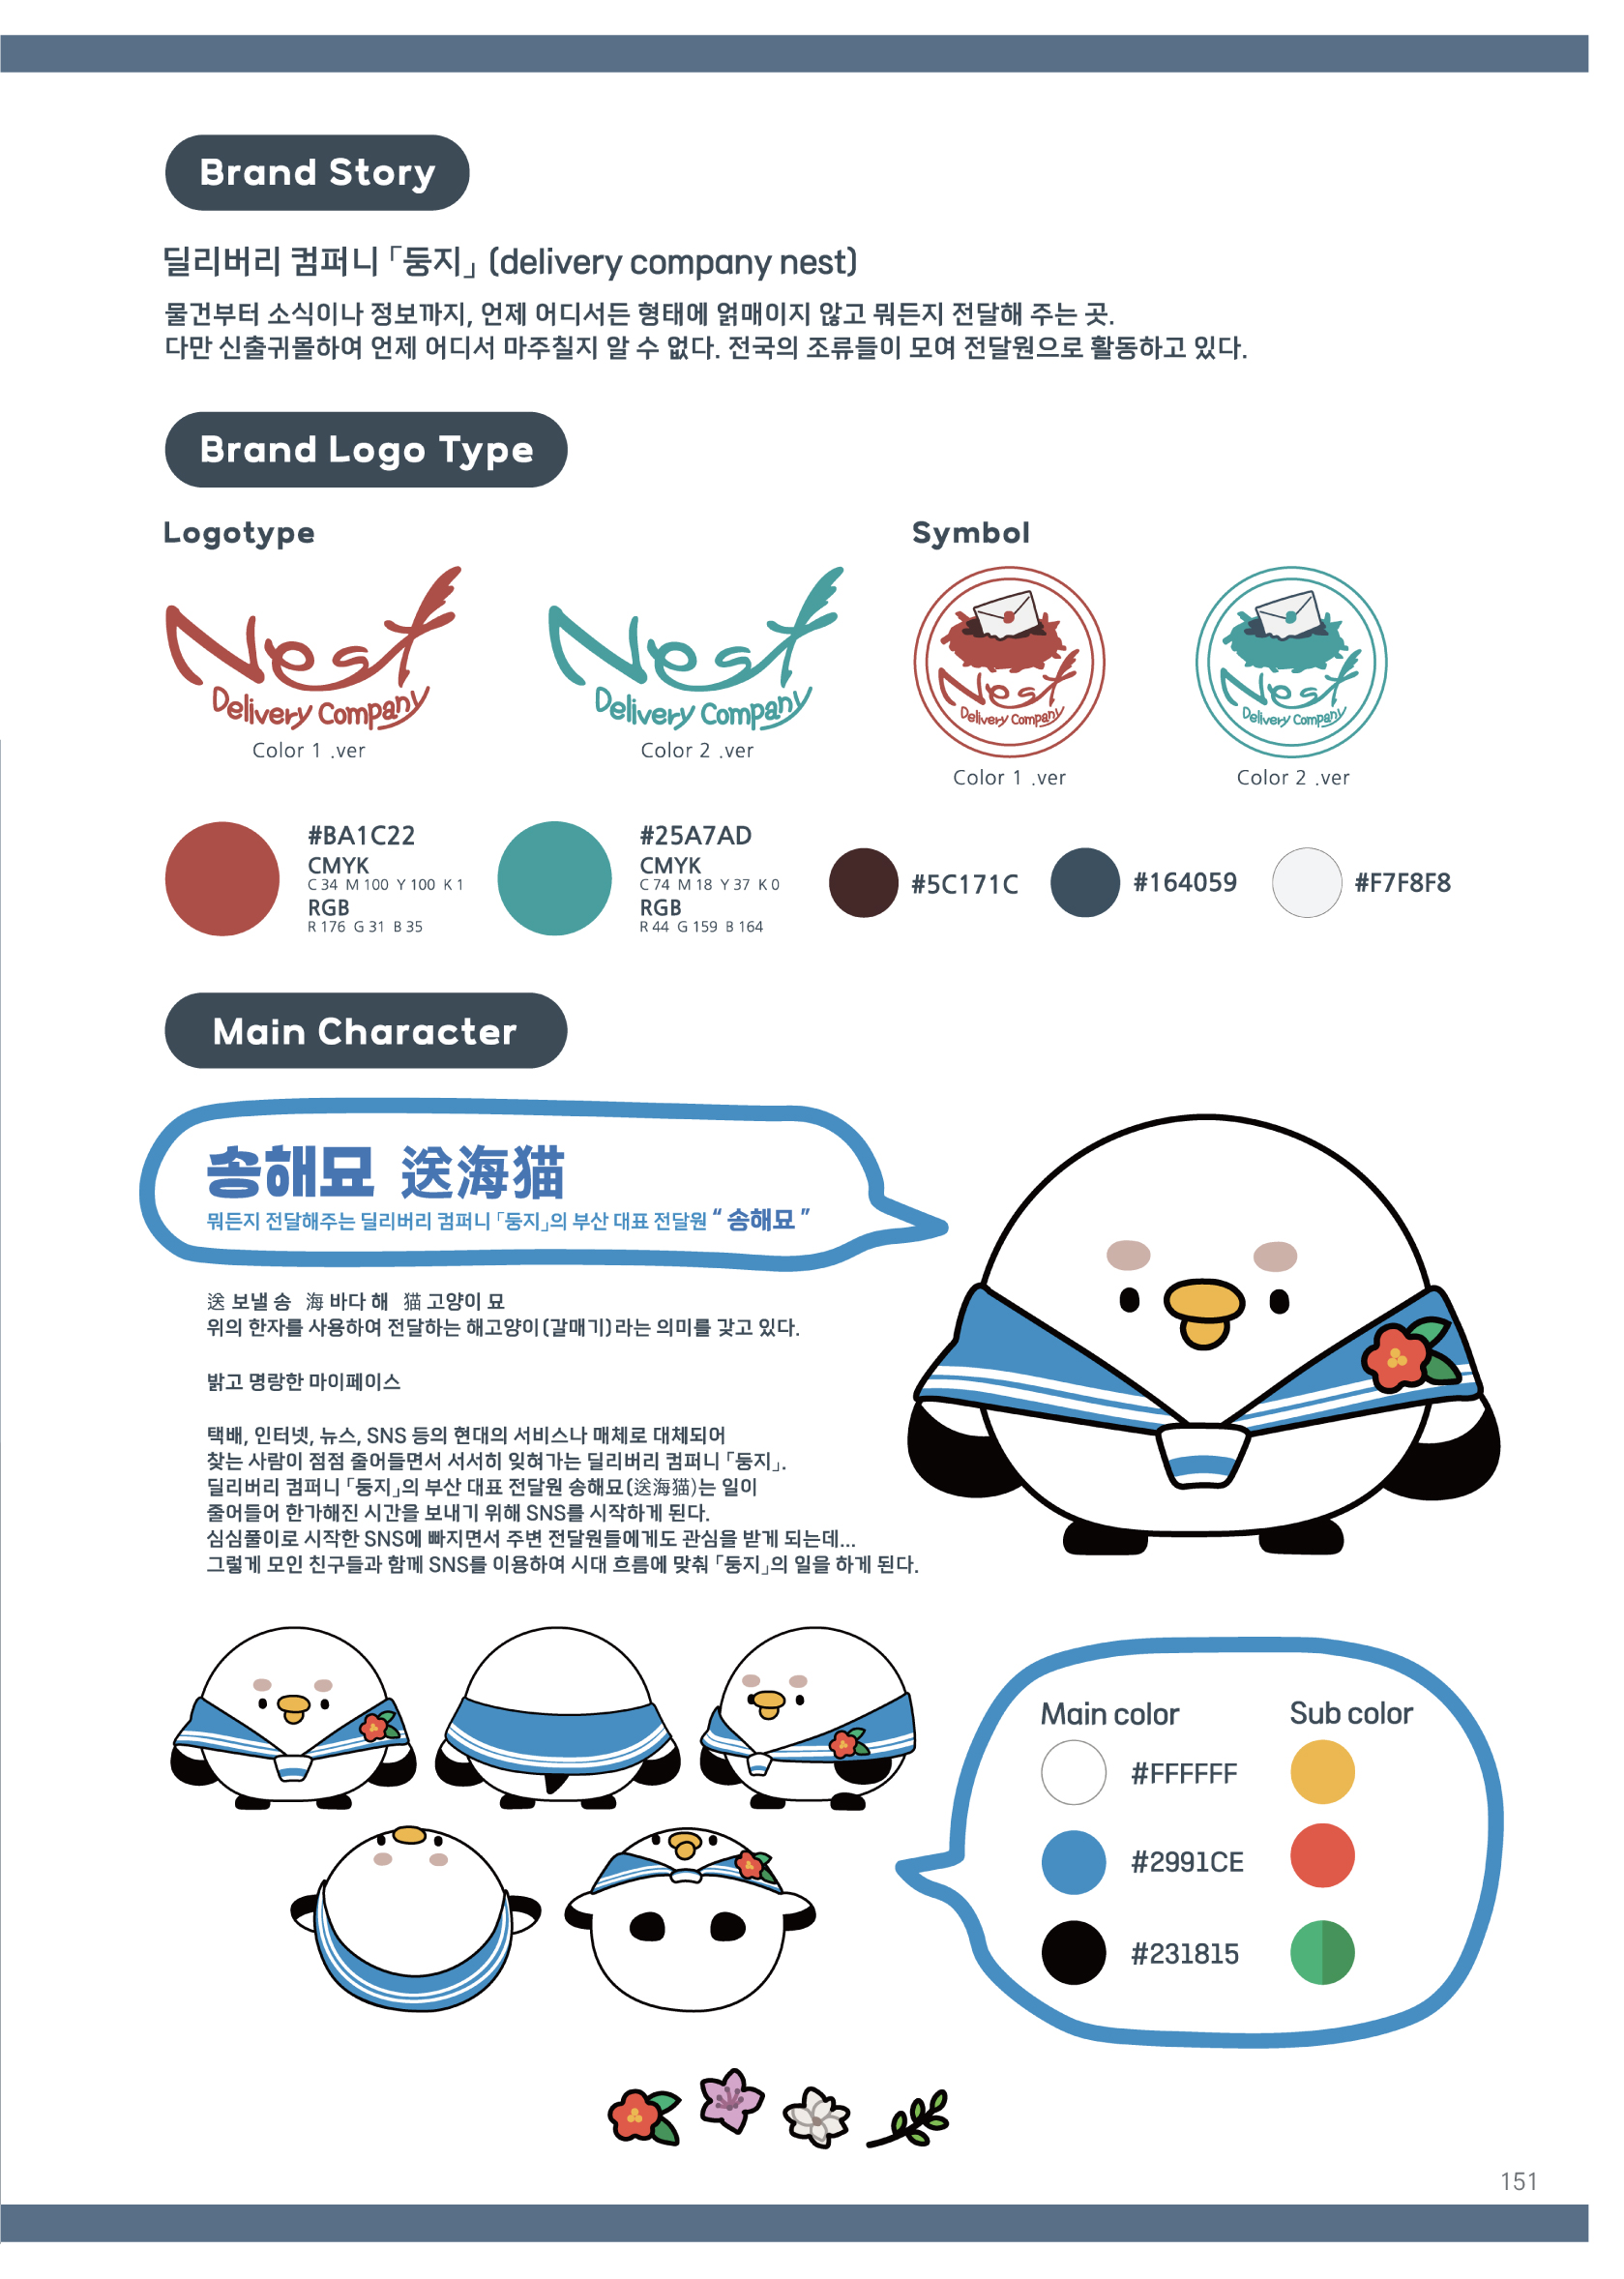 Brand Story
딜리버리 컴퍼니「둥지」(delivery company nest)
물건부터 소식이나 정보까지, 언제 어디서든 형태에 얽매이지 않고 뭐든지 전달해 주는 곳.
다만 신출귀몰하여 언제 어디서 마주칠지 알 수 없다. 전국의 조류들이 모여 전달원으로 활동하고 있다.
Brand Logo Type
Logotype
Symbol
Nest
Delivery Company
Color 1 .ver
Nest
Delivery Company
Color 2 .ver
Nest
Delivery Company
Color 1 .ver
Nest
Delivery Company
Color 2 .ver
#BA1C22
CMYK
C 34 M 100 Y 100 K 1
RGB
R 176 G 31 B 35
#25A7AD
CMYK
C 74 M 18 Y 37 K 0
RGB
R 44 G 159 B 164
#5C171C
#164059
#F7F8F8
Main Character
송해묘 送海猫
뭐든지 전달해주는 딜리버리 컴퍼니「둥지」의 부산 대표 전달원 “ 송해묘 ”
送 보낼 송 海 바다 해 猫 고양이 묘
위의 한자를 사용하여 전달하는 해고양이(갈매기)라는 의미를 갖고 있다.
밝고 명랑한 마이페이스
택배, 인터넷, 뉴스, SNS 등의 현대의 서비스나 매체로 대체되어
찾는 사람이 점점 줄어들면서 서서히 잊혀가는 딜리버리 컴퍼니「둥지」.
딜리버리 컴퍼니「둥지」의 부산 대표 전달원 송해묘(送海猫)는 일이
줄어들어 한가해진 시간을 보내기 위해 SNS를 시작하게 된다.
심심풀이로 시작한 SNS에 빠지면서 주변 전달원들에게도 관심을 받게 되는데...
그렇게 모인 친구들과 함께 SNS를 이용하여 시대 흐름에 맞춰「둥지」의 일을 하게 된다.
Main color
Sub color
#FFFFFF
#2991CE
#231815
151